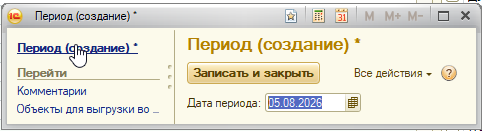 Период (создание) *
M M+ M-
Период (создание) *
Перейти
Комментарии
Объекты для выгрузки во ...
Период (создание) *
Записать и закрыть
Все действия
?
Дата периода: 05.08.2026